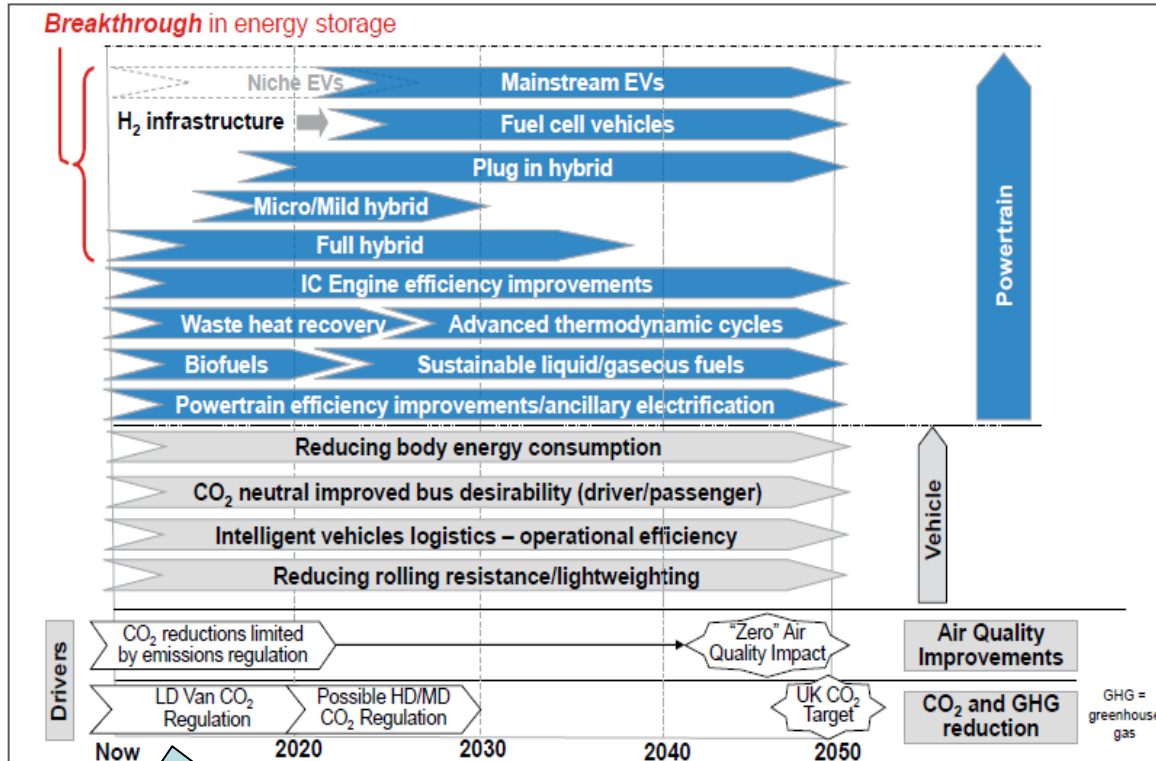 Breakthrough in energy storage
Niche EVs
Mainstream EVs
H₂ infrastructure
Fuel cell vehicles
Plug in hybrid
Micro/Mild hybrid
Full hybrid
IC Engine efficiency improvements
Waste heat recovery
Advanced thermodynamic cycles
Biofuels
Sustainable liquid/gaseous fuels
Powertrain efficiency improvements/ancillary electrification
Powertrain
Reducing body energy consumption
CO₂ neutral improved bus desirability (driver/passenger)
Intelligent vehicles logistics – operational efficiency
Reducing rolling resistance/lightweighting
Vehicle
Drivers
CO₂ reductions limited
by emissions regulation
“Zero” Air
Quality Impact
Air Quality
Improvements
LD Van CO₂
Regulation
Possible HD/MD
CO₂ Regulation
UK CO₂
Target
CO₂ and GHG
reduction
GHG =
greenhouse
gas
Now
2020
2030
2040
2050